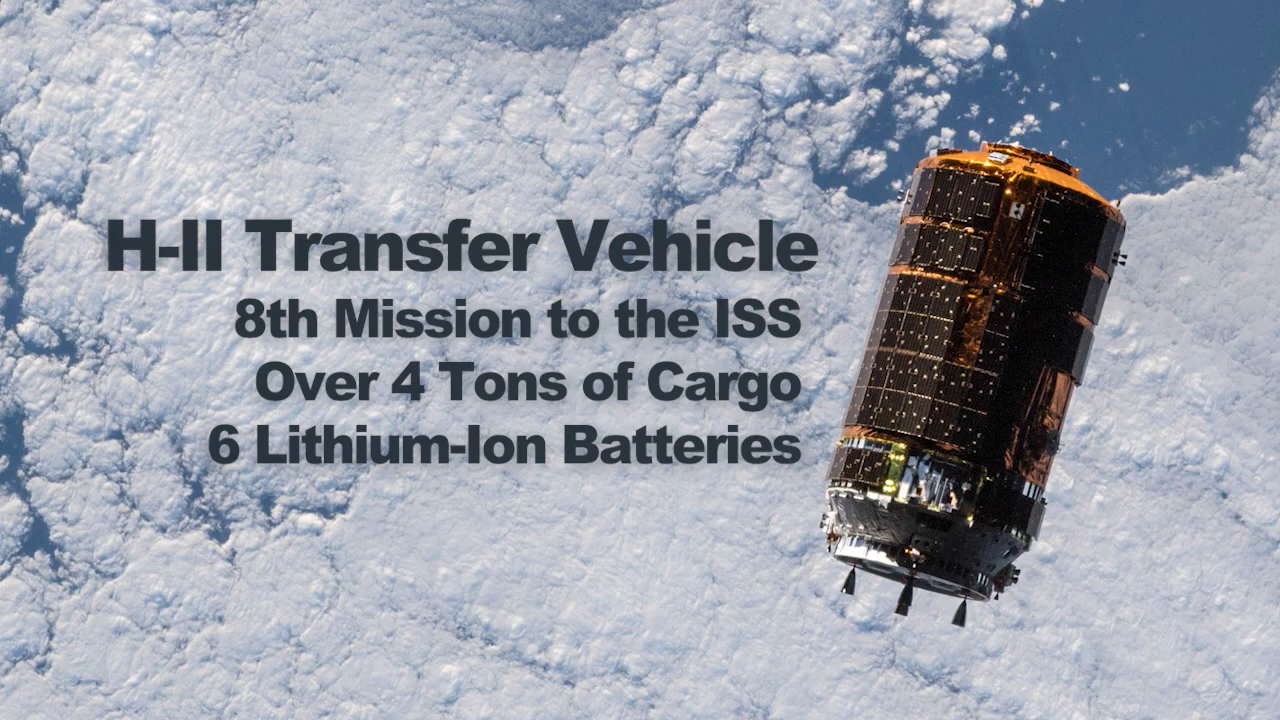 H-II Transfer Vehicle
8th Mission to the ISS
Over 4 Tons of Cargo
6 Lithium-Ion Batteries